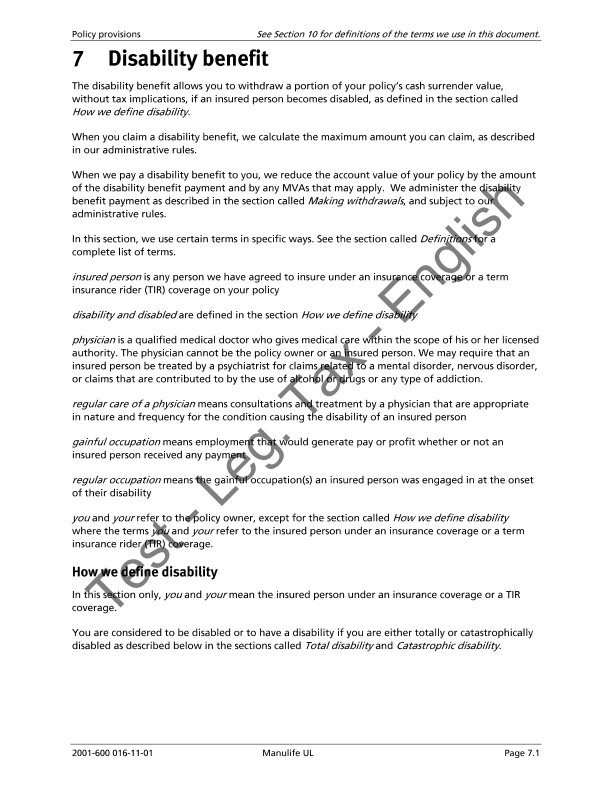 Policy provisions
See Section 10 for definitions of the terms we use in this document.
7 Disability benefit
The disability benefit allows you to withdraw a portion of your policy's cash surrender value,
without tax implications, if an insured person becomes disabled, as defined in the section called
How we define disability.
When you claim a disability benefit, we calculate the maximum amount you can claim, as described
in our administrative rules.
When we pay a disability benefit to you, we reduce the account value of your policy by the amount
of the disability benefit payment and by any MVAs that may apply.  We administer the disability
benefit payment as described in the section called Making withdrawals, and subject to our
administrative rules.
In this section, we use certain terms in specific ways. See the section called Definitions for a
complete list of terms.
insured person is any person we have agreed to insure under an insurance coverage or a term
insurance rider (TIR) coverage on your policy
disability and disabled are defined in the section How we define disability
physician is a qualified medical doctor who gives medical care within the scope of his or her licensed
authority. The physician cannot be the policy owner or an insured person. We may require that an
insured person be treated by a psychiatrist for claims related to a mental disorder, nervous disorder,
or claims that are contributed to by the use of alcohol or drugs or any type of addiction.
regular care of a physician means consultations and treatment by a physician that are appropriate
in nature and frequency for the condition causing the disability of an insured person
gainful occupation means employment that would generate pay or profit whether or not an
insured person received any payment
regular occupation means the gainful occupation(s) an insured person was engaged in at the onset
of their disability
you and your refer to the policy owner, except for the section called How we define disability
where the terms you and your refer to the insured person under an insurance coverage or a term
insurance rider (TIR) coverage.
How we define disability
In this section only, you and your mean the insured person under an insurance coverage or a TIR
coverage.
You are considered to be disabled or to have a disability if you are either totally or catastrophically
disabled as described below in the sections called Total disability and Catastrophic disability.
Test - Leg. Tax - English
2001-600 016-11-01
Manulife UL
Page 7.1